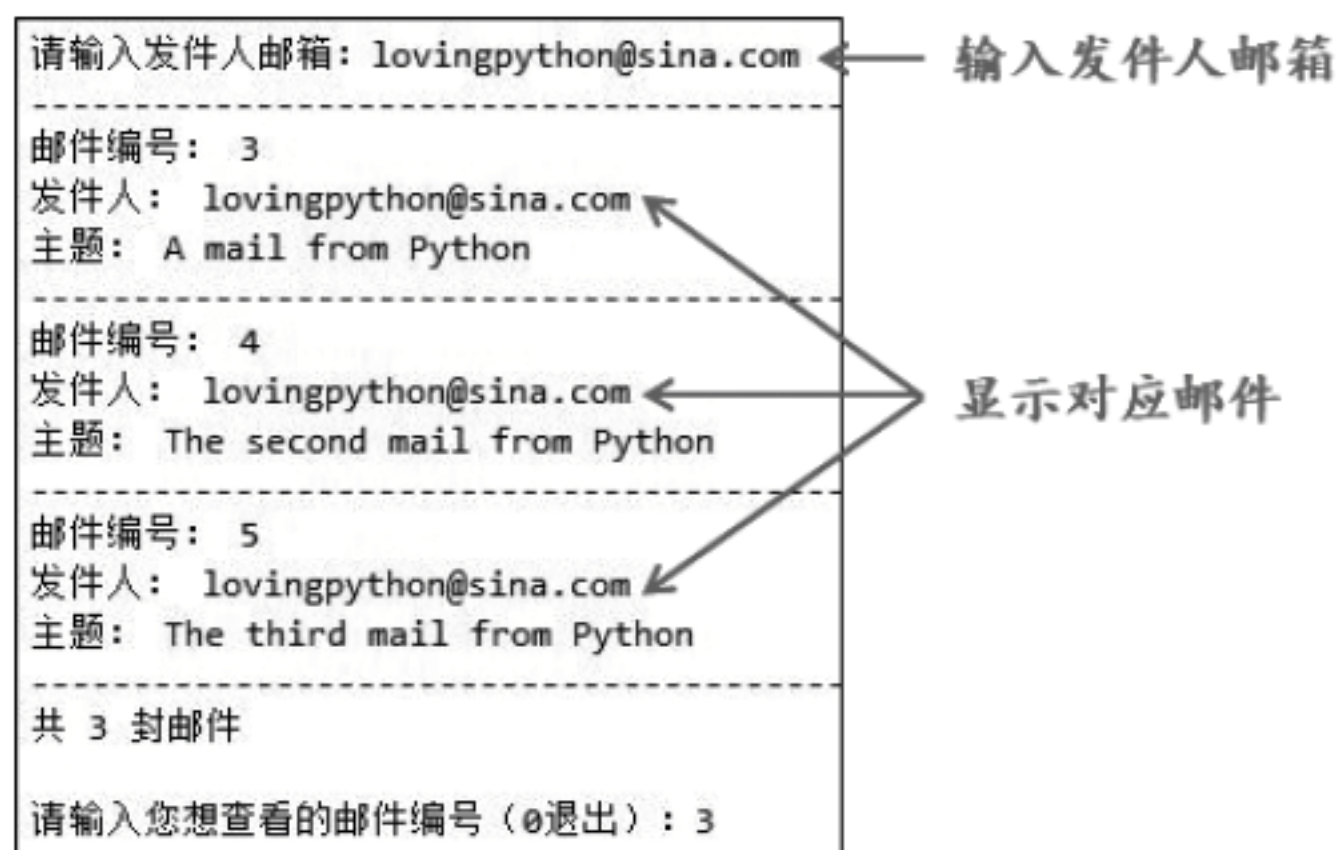 请输入发件人邮箱：lovingpython@sina.com
输入发件人邮箱
----------------------------------------
邮件编号： 3
发件人： lovingpython@sina.com
主题： A mail from Python
----------------------------------------
邮件编号： 4
发件人： lovingpython@sina.com
显示对应邮件
主题： The second mail from Python
----------------------------------------
邮件编号： 5
发件人： lovingpython@sina.com
主题： The third mail from Python
----------------------------------------
共 3 封邮件
请输入您想查看的邮件编号（0退出）：3